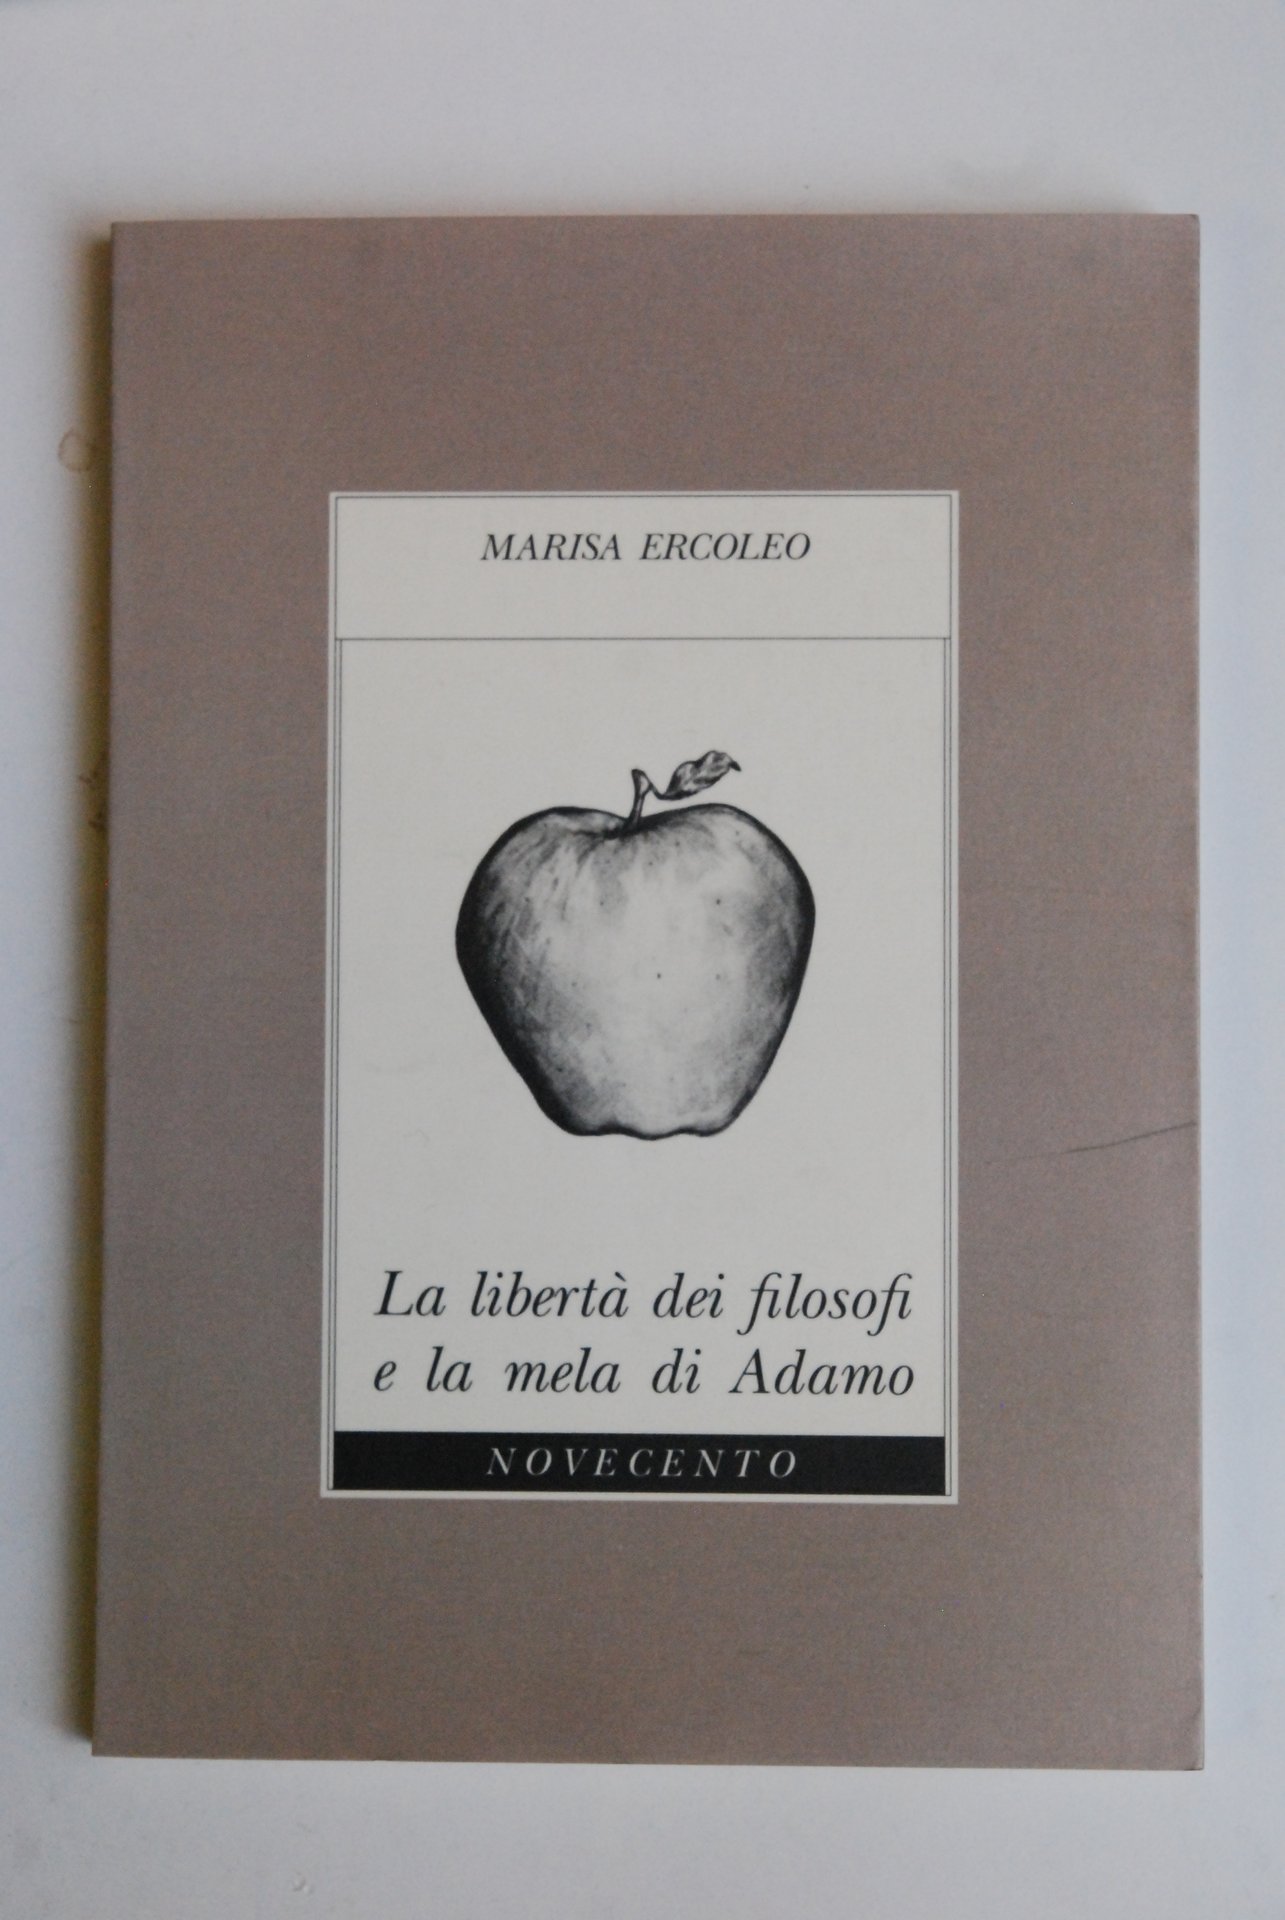 MARISA ERCOLEO
La libertà dei filosofi
e la mela di Adamo
NOVECENTO